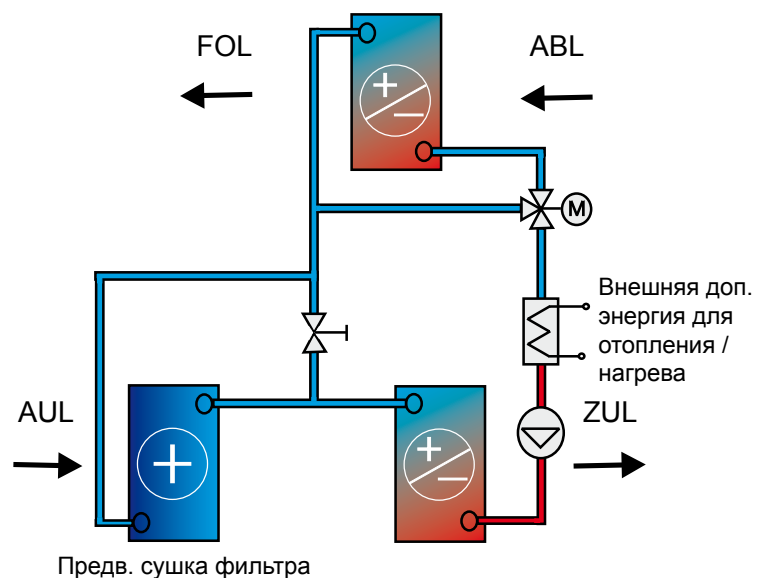 FOL
ABL
M
Внешняя доп.
энергия для
отопления /
нагрева
AUL
ZUL
Предв. сушка фильтра